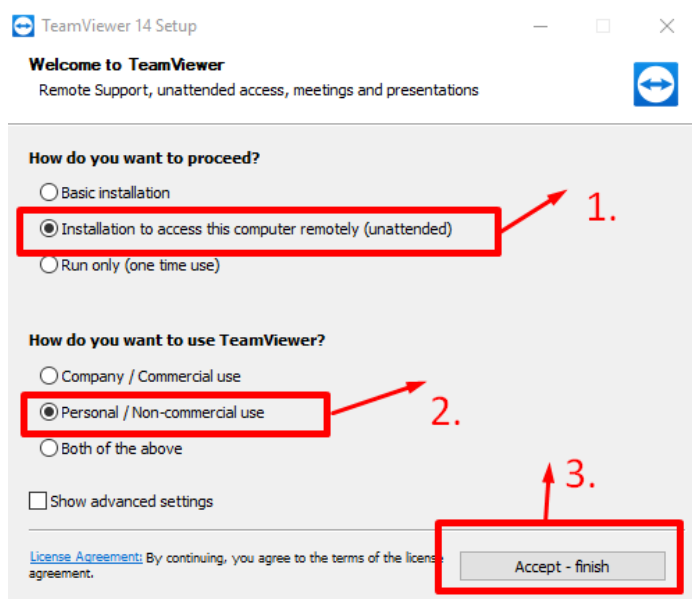 TeamViewer 14 Setup
Welcome to TeamViewer
Remote Support, unattended access, meetings and presentations
How do you want to proceed?
Basic installation
Installation to access this computer remotely (unattended)
1.
Run only (one time use)
How do you want to use TeamViewer?
Company / Commercial use
Personal / Non-commercial use
2.
Both of the above
3.
Show advanced settings
License Agreement: By continuing, you agree to the terms of the license
agreement.
Accept - finish